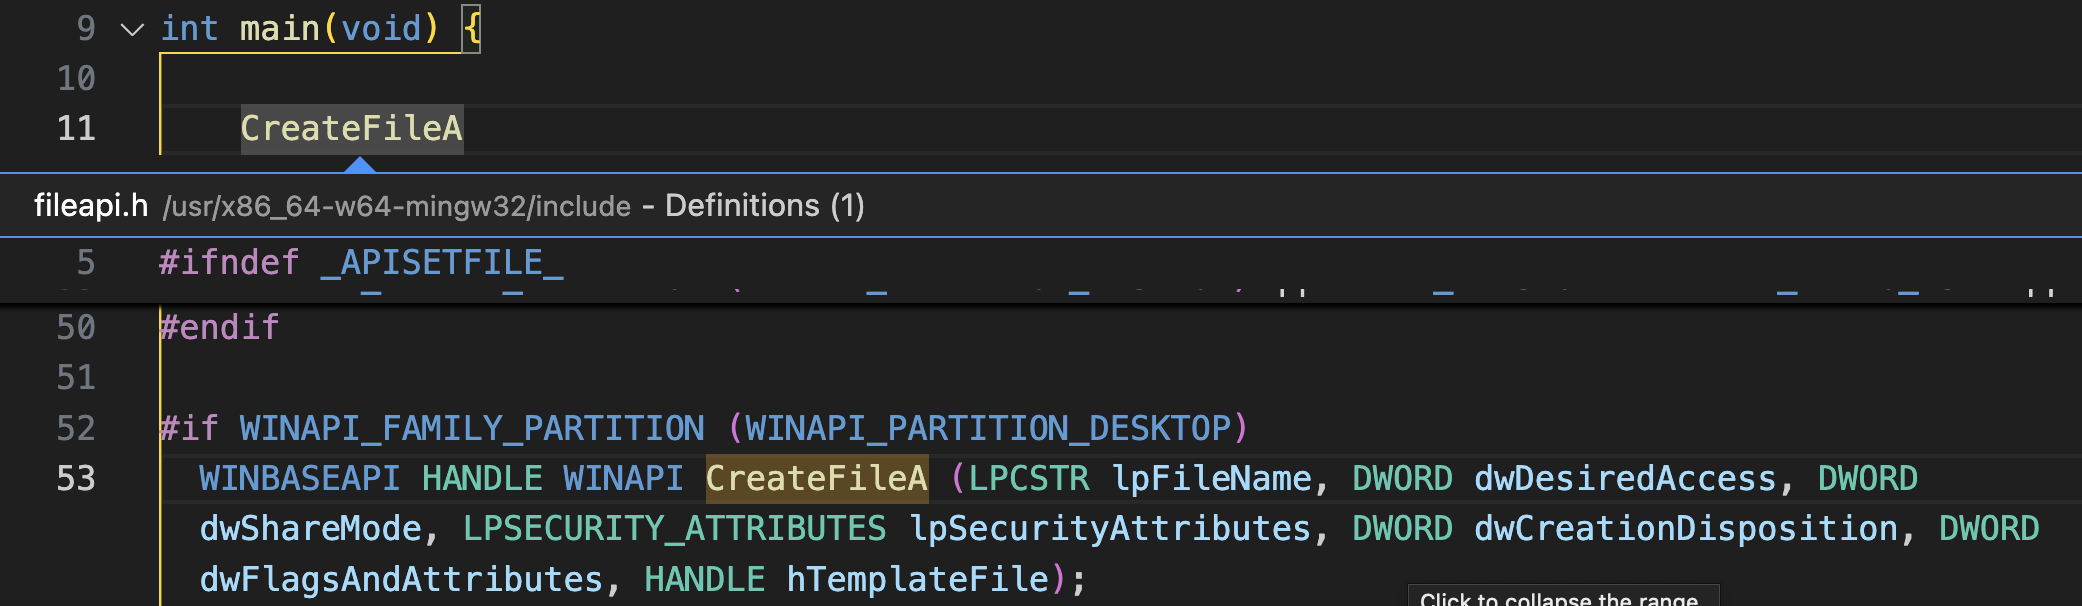 9 int main(void) {
10
11 CreateFileA
fileapi.h /usr/x86_64-w64-mingw32/include - Definitions (1)
5 #ifndef _APISETFILE_
50 #endif
51
52 #if WINAPI_FAMILY_PARTITION (WINAPI_PARTITION_DESKTOP)
53 WINBASEAPI HANDLE WINAPI CreateFileA (LPCSTR lpFileName, DWORD dwDesiredAccess, DWORD
dwShareMode, LPSECURITY_ATTRIBUTES lpSecurityAttributes, DWORD dwCreationDisposition, DWORD
dwFlagsAndAttributes, HANDLE hTemplateFile);
Click to collapse the range